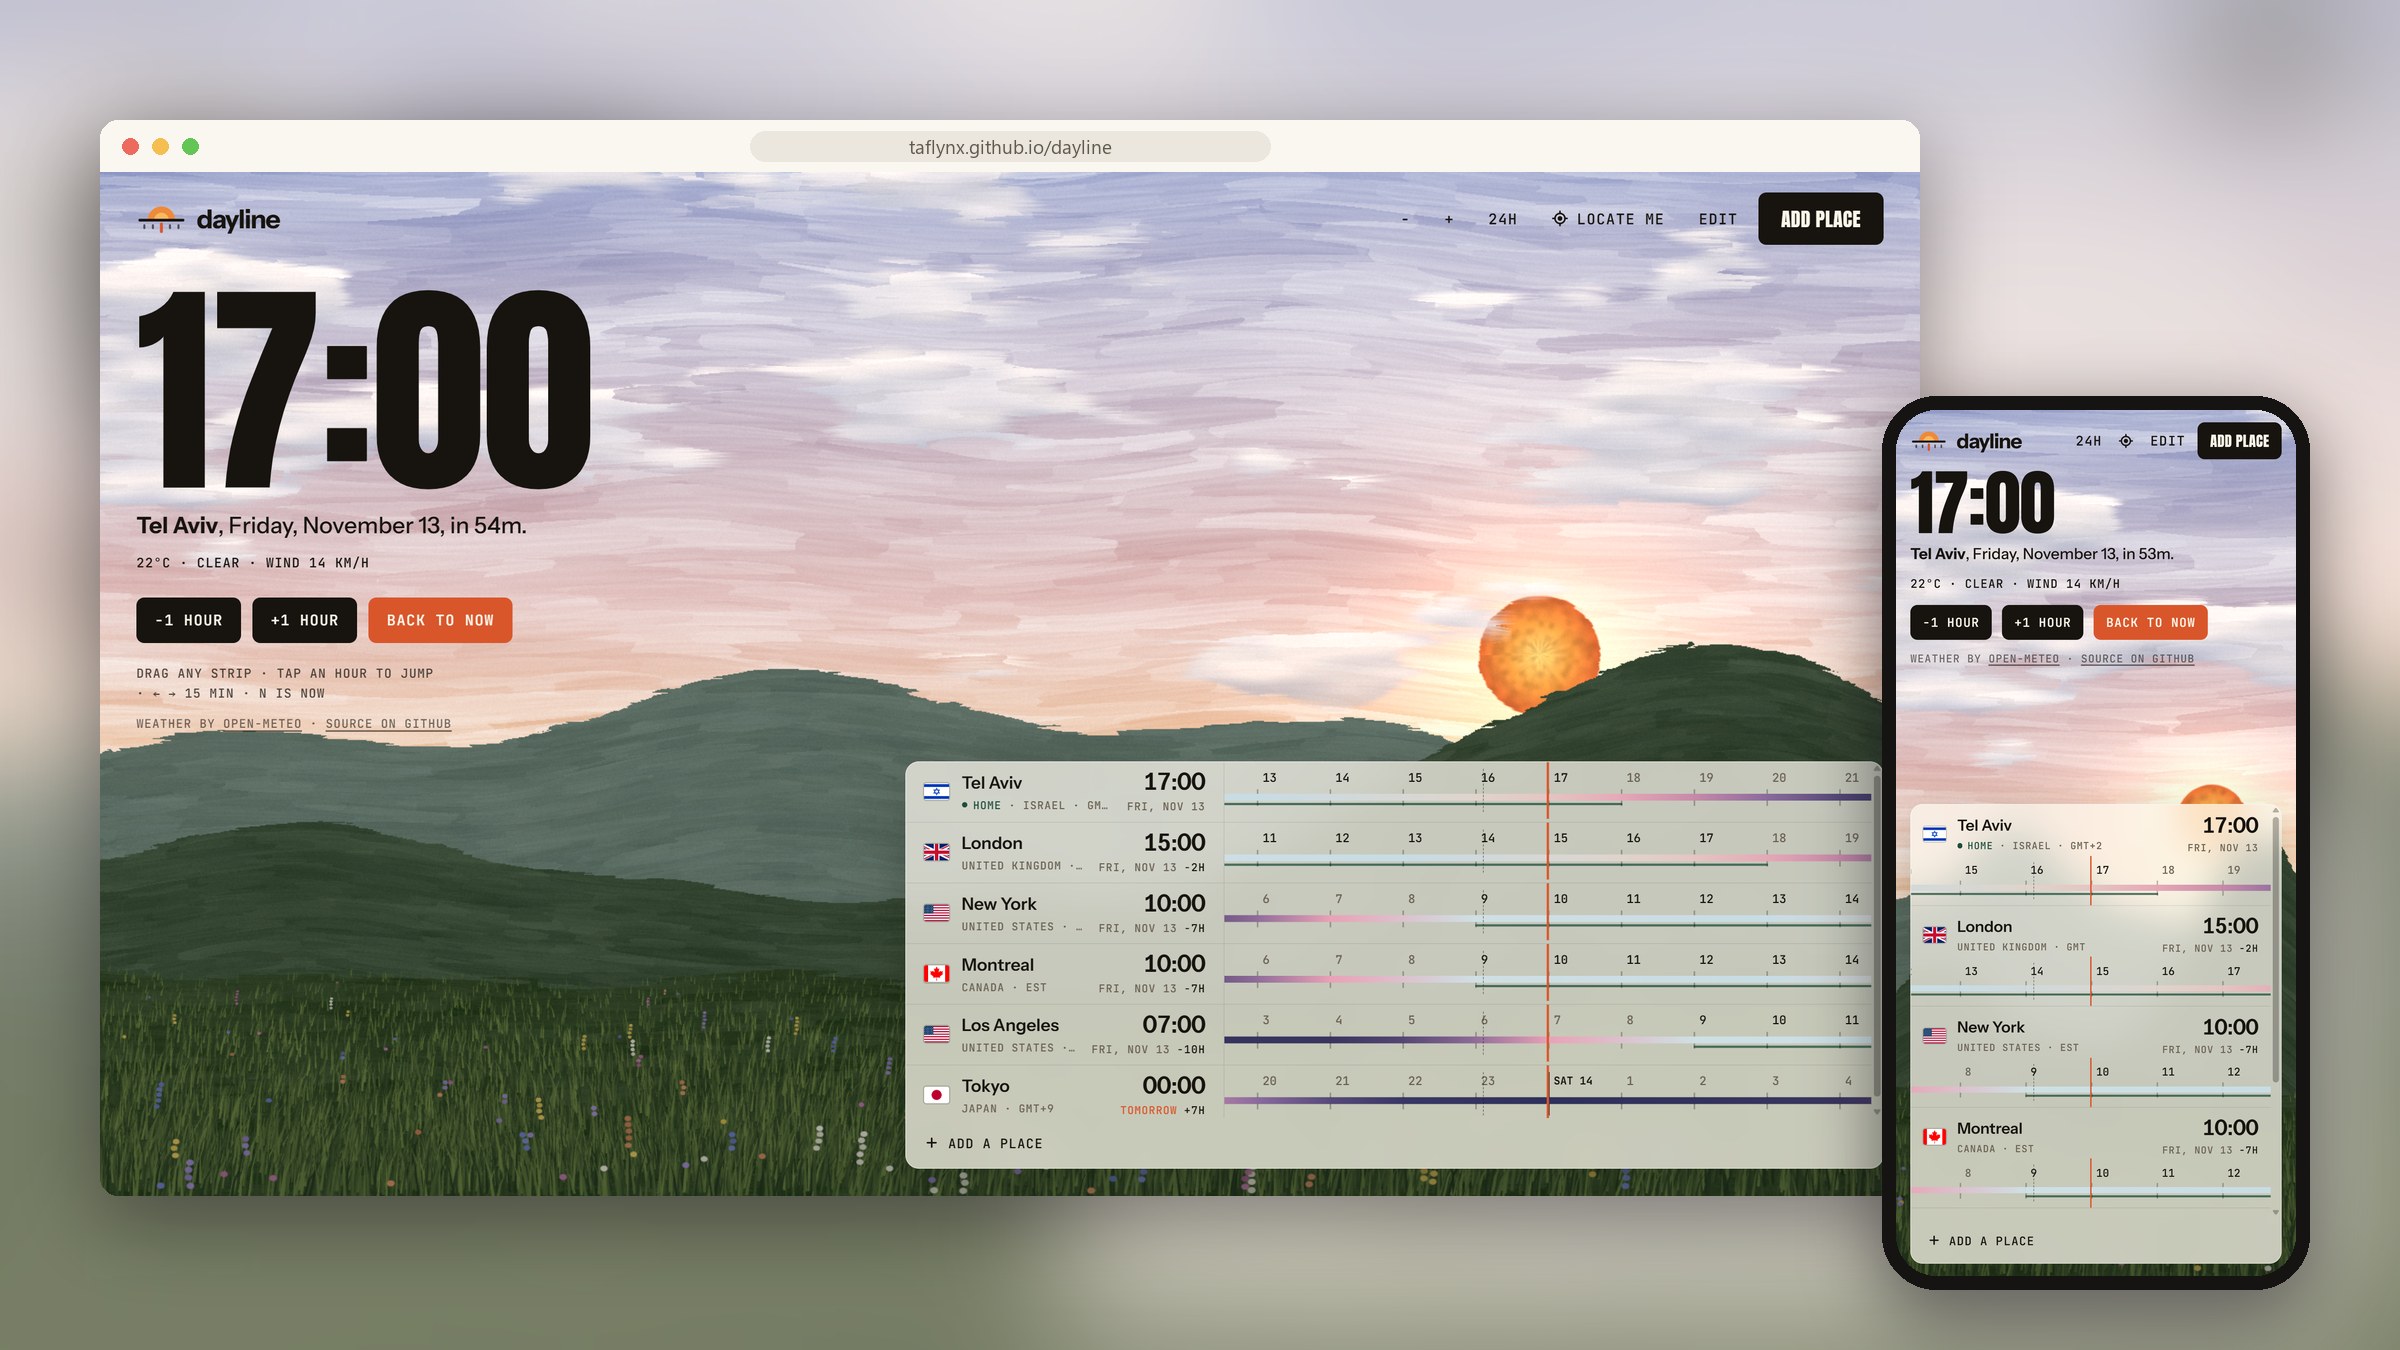 taflynx.github.io/dayline
dayline
- + 24H LOCATE ME EDIT ADD PLACE
17:00
Tel Aviv, Friday, November 13, in 54m.
22°C · CLEAR · WIND 14 KM/H
-1 HOUR +1 HOUR BACK TO NOW
DRAG ANY STRIP · TAP AN HOUR TO JUMP
· ← → 15 MIN · N IS NOW
WEATHER BY OPEN-METEO · SOURCE ON GITHUB
Tel Aviv 17:00 13 14 15 16 17 18 19 20 21
HOME · ISRAEL · GM… FRI, NOV 13
London 15:00 11 12 13 14 15 16 17 18 19
UNITED KINGDOM ·… FRI, NOV 13 -2H
New York 10:00 6 7 8 9 10 11 12 13 14
UNITED STATES · … FRI, NOV 13 -7H
Montreal 10:00 6 7 8 9 10 11 12 13 14
CANADA · EST FRI, NOV 13 -7H
Los Angeles 07:00 3 4 5 6 7 8 9 10 11
UNITED STATES ·… FRI, NOV 13 -10H
Tokyo 00:00 20 21 22 23 SAT 14 1 2 3 4
JAPAN · GMT+9 TOMORROW +7H
+ ADD A PLACE
dayline 24H EDIT ADD PLACE
17:00
Tel Aviv, Friday, November 13, in 53m.
22°C · CLEAR · WIND 14 KM/H
-1 HOUR +1 HOUR BACK TO NOW
WEATHER BY OPEN-METEO · SOURCE ON GITHUB
Tel Aviv 17:00
HOME · ISRAEL · GMT+2 FRI, NOV 13
15 16 17 18 19
London 15:00
UNITED KINGDOM · GMT FRI, NOV 13 -2H
13 14 15 16 17
New York 10:00
UNITED STATES · EST FRI, NOV 13 -7H
8 9 10 11 12
Montreal 10:00
CANADA · EST FRI, NOV 13 -7H
8 9 10 11 12
+ ADD A PLACE